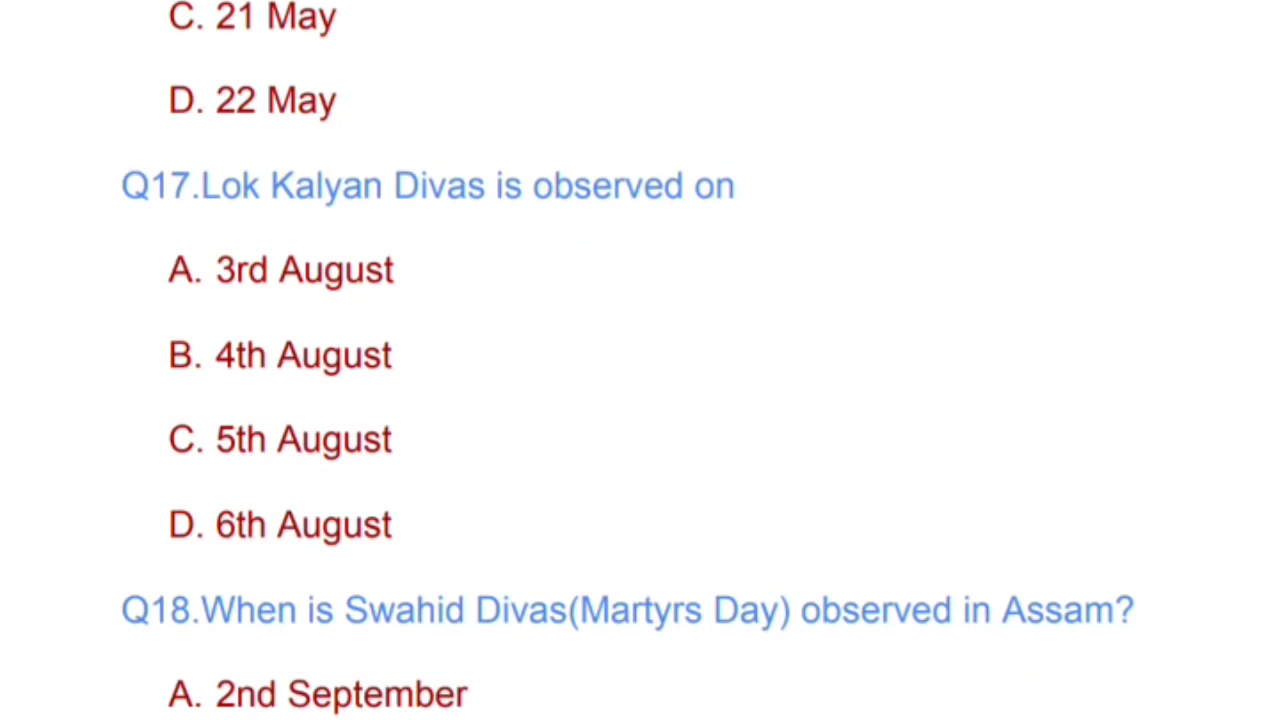 C. 21 May
D. 22 May
Q17.Lok Kalyan Divas is observed on
A. 3rd August
B. 4th August
C. 5th August
D. 6th August
Q18.When is Swahid Divas(Martyrs Day) observed in Assam?
A. 2nd September